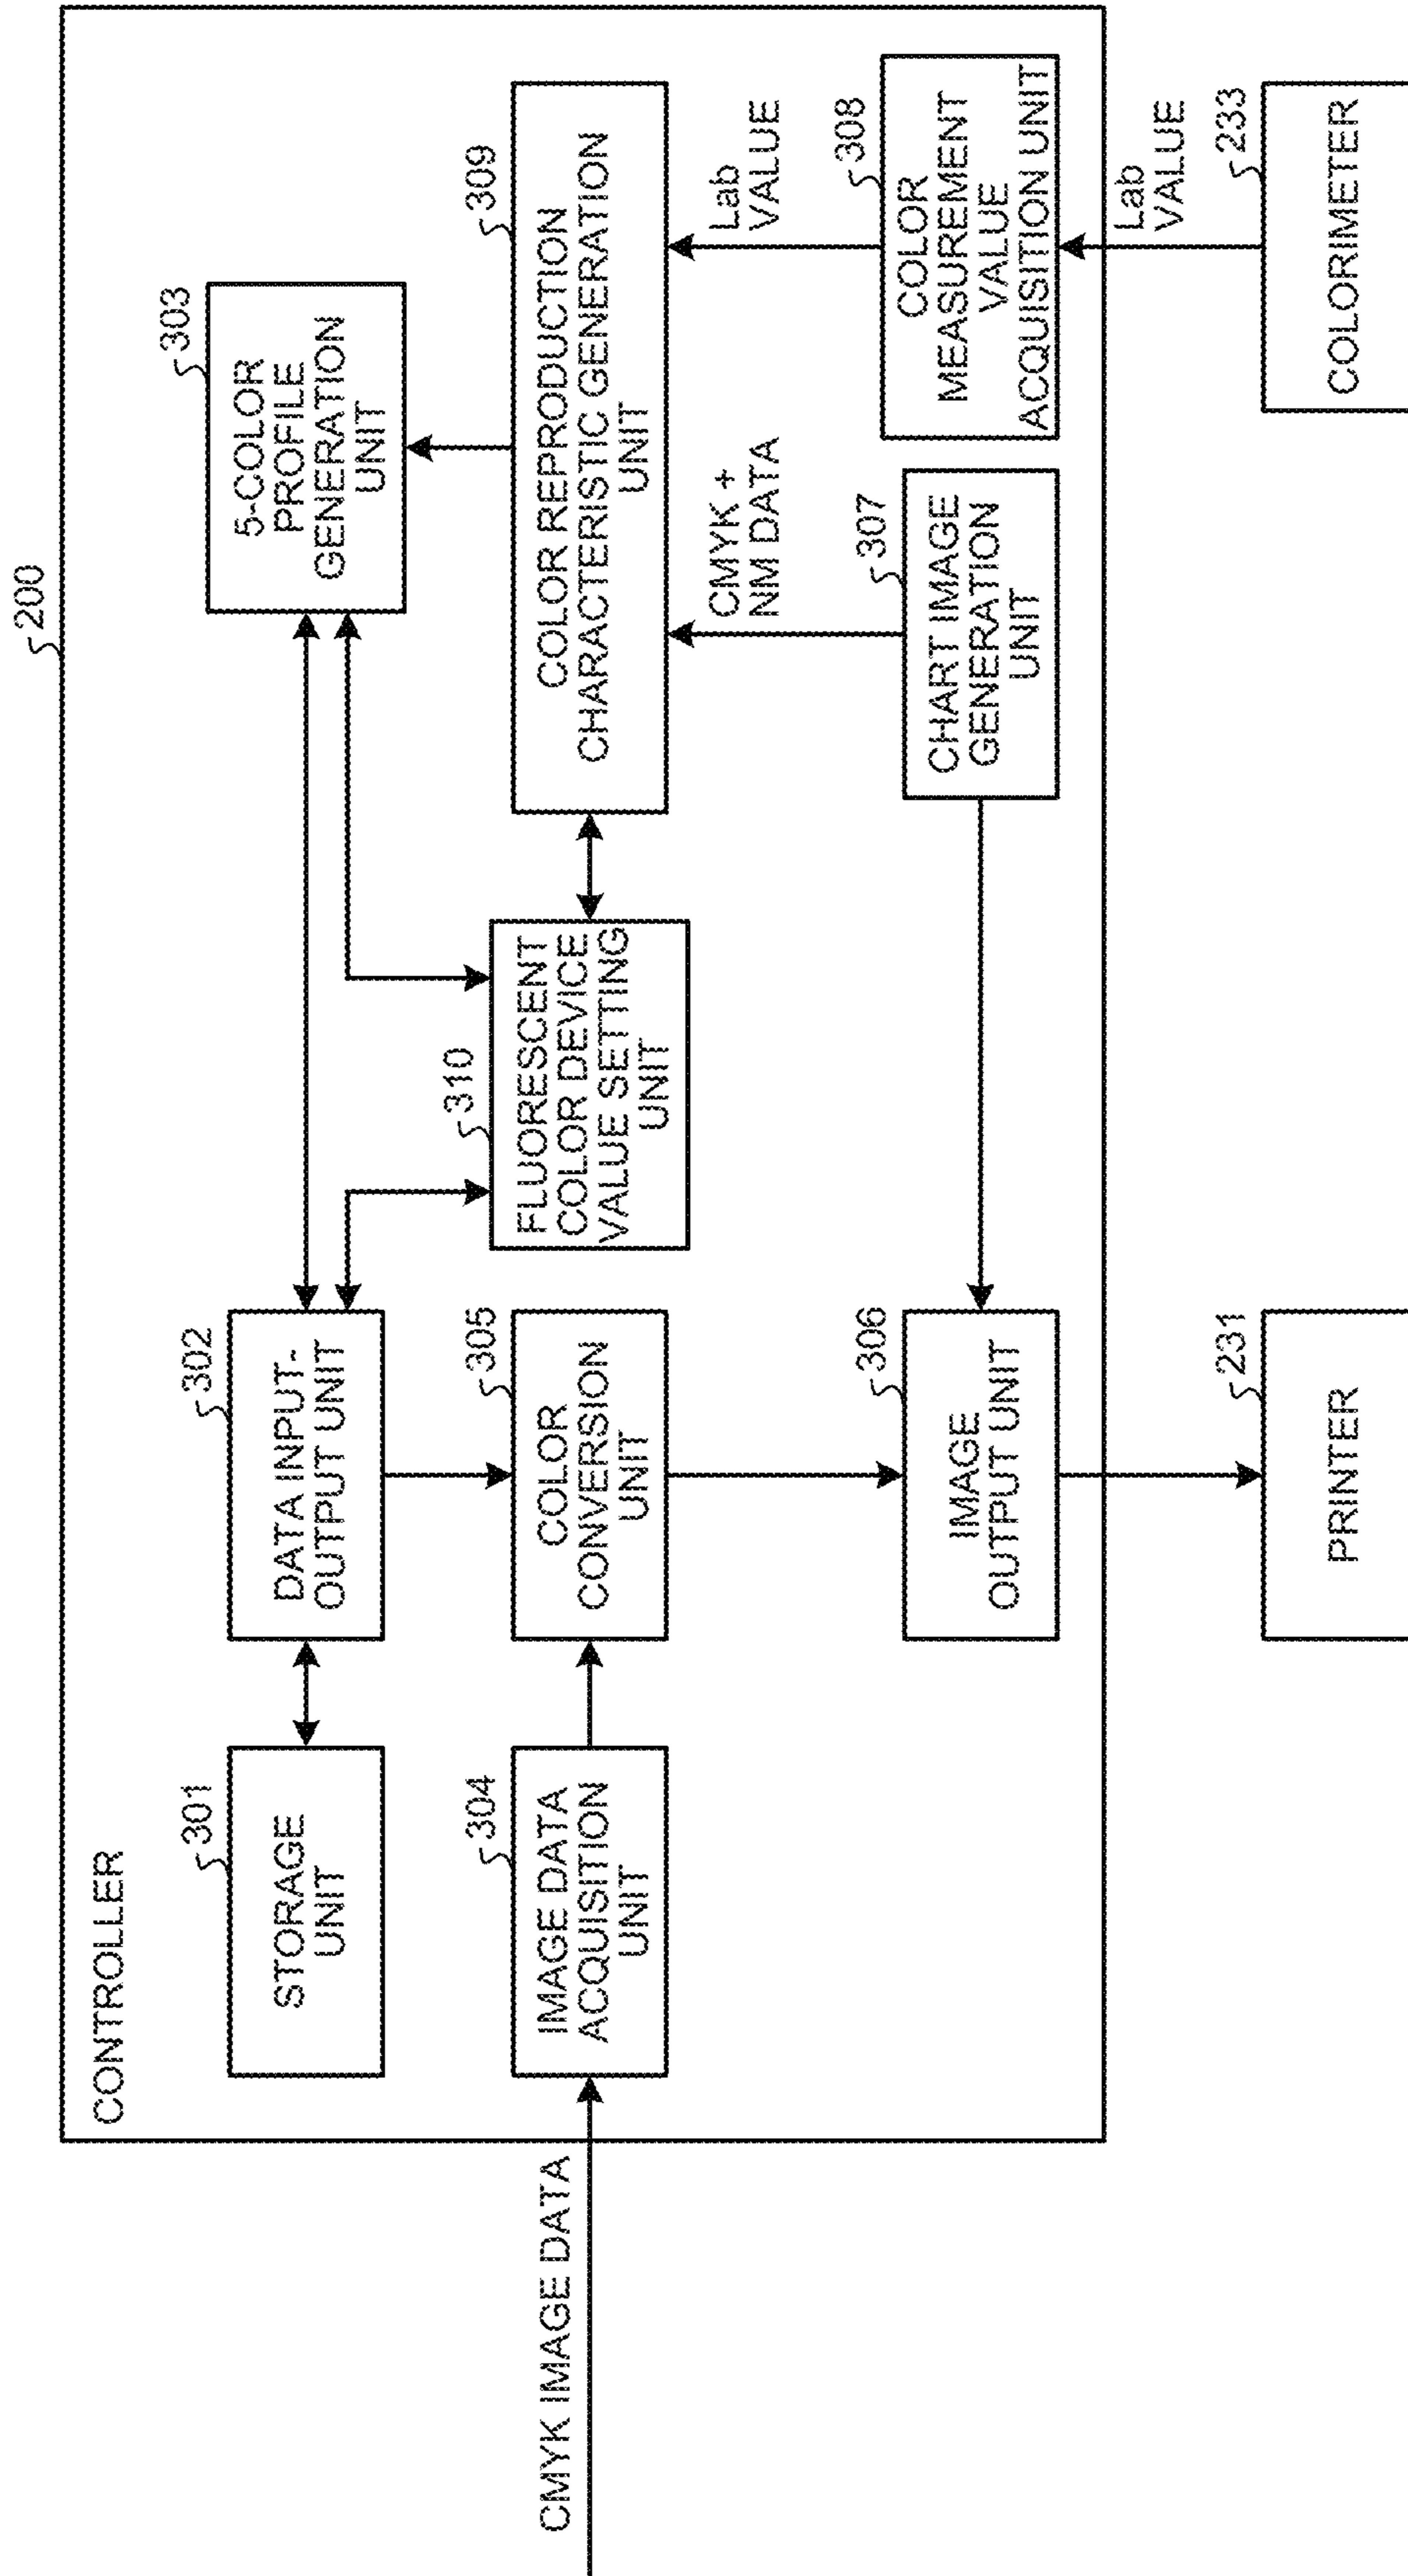 200
CONTROLLER
301
STORAGE
UNIT
302
DATA INPUT-
OUTPUT UNIT
303
5-COLOR
PROFILE
GENERATION
UNIT
CMYK IMAGE DATA
304
IMAGE DATA
ACQUISITION
UNIT
305
COLOR
CONVERSION
UNIT
310
FLUORESCENT
COLOR DEVICE
VALUE SETTING
UNIT
309
COLOR REPRODUCTION
CHARACTERISTIC GENERATION
UNIT
CMYK +
NM DATA
Lab
VALUE
306
IMAGE
OUTPUT UNIT
307
CHART IMAGE
GENERATION
UNIT
308
COLOR
MEASUREMENT
VALUE
ACQUISITION UNIT
Lab
VALUE
231
PRINTER
233
COLORIMETER